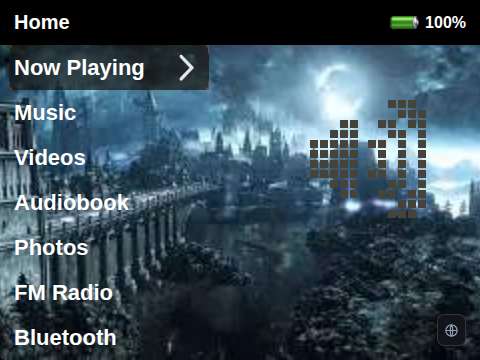 Home
100%
Now Playing
Music
Videos
Audiobook
Photos
FM Radio
Bluetooth